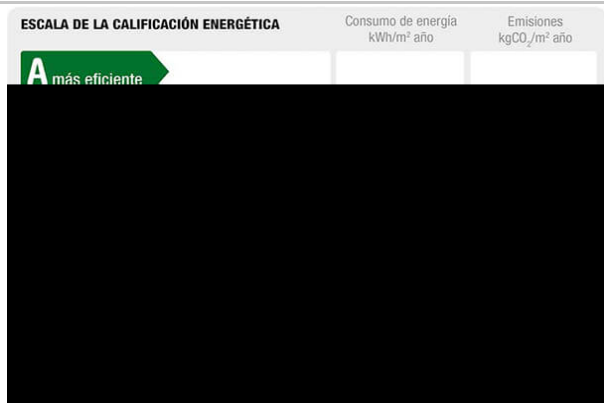 ESCALA DE LA CALIFICACIÓN ENERGÉTICA
Consumo de energía
kWh/m² año
Emisiones
kgCO₂/m² año
A más eficiente